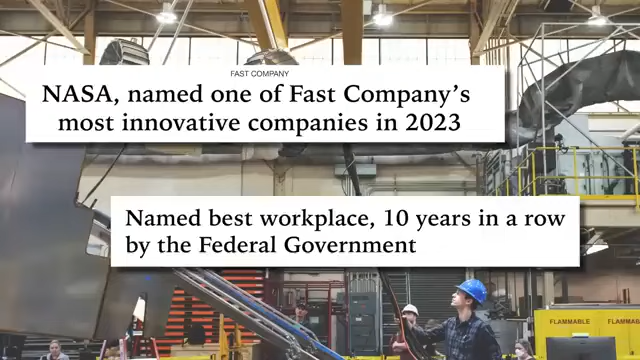 FAST COMPANY
NASA, named one of Fast Company’s
most innovative companies in 2023
Named best workplace, 10 years in a row
by the Federal Government
FLAMMABLE
FLAMMAB